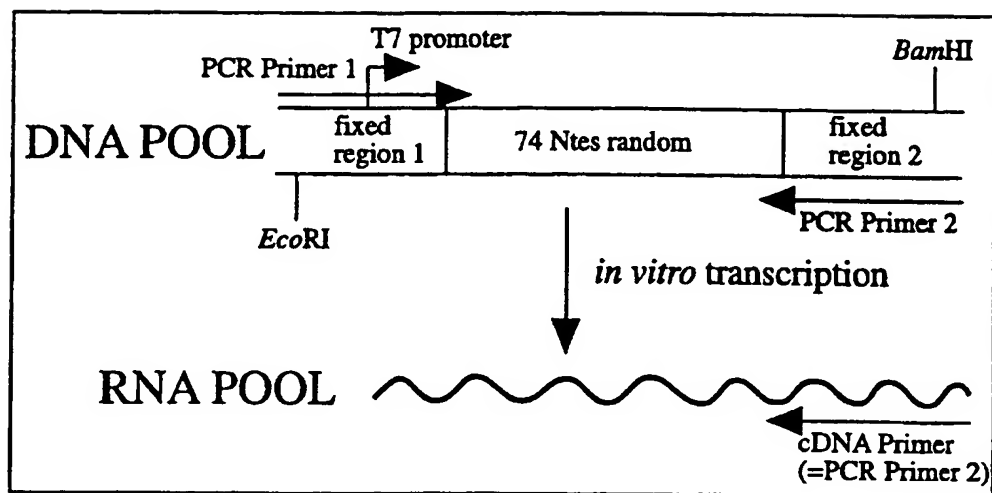 T7 promoter
PCR Primer 1
BamHI
DNA POOL
fixed
region 1
74 Ntes random
fixed
region 2
PCR Primer 2
EcoRI
in vitro transcription
RNA POOL
cDNA Primer
(=PCR Primer 2)